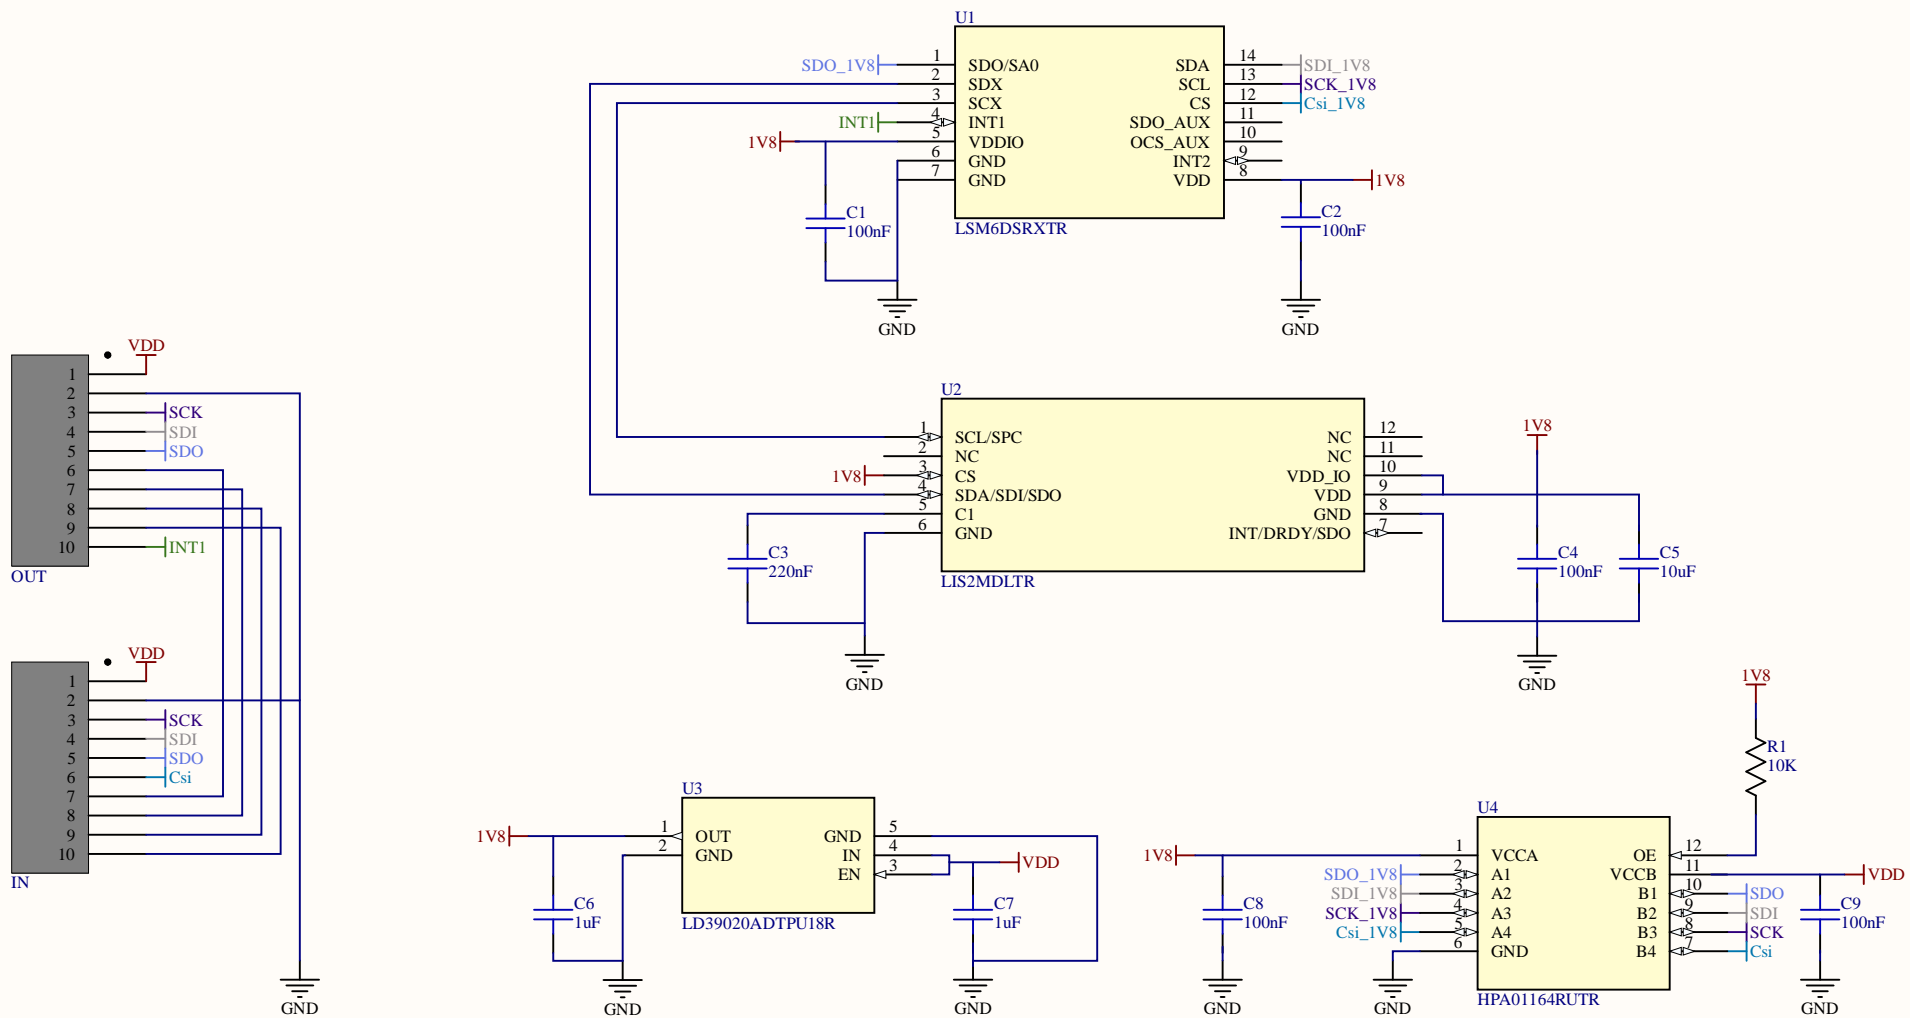 U1
SDO_1V8 1 SDO/SA0 SDA 14 SDI_1V8
2 SDX SCL 13 SCK_1V8
3 SCX CS 12 Csi_1V8
INT1 4 INT1 SDO_AUX 11
1V8 5 VDDIO OCS_AUX 10
6 GND INT2 9
7 GND VDD 8 1V8
C1
100nF
C2
100nF
LSM6DSRXTR
GND
GND
VDD
1
2
3 SCK
4 SDI
5 SDO
6
7
8
9
10 INT1
OUT
U2
1 SCL/SPC NC 12
2 NC NC 11
1V8 3 CS VDD_IO 10
4 SDA/SDI/SDO VDD 9
5 C1 GND 8
6 GND INT/DRDY/SDO 7
1V8
C3
220nF
LIS2MDLTR
C4
100nF
C5
10uF
GND
GND
VDD
1
2
3 SCK
4 SDI
5 SDO
6 Csi
7
8
9
10
IN
GND
U3
1V8 1 OUT GND 5
2 GND IN 4 VDD
EN 3
C6
1uF
LD39020ADTPU18R
C7
1uF
GND
GND
1V8
R1
10K
U4
1V8 1 VCCA OE 12
SDO_1V8 2 A1 VCCB 11 VDD
SDI_1V8 3 A2 B1 10 SDO
SCK_1V8 4 A3 B2 9 SDI
Csi_1V8 5 A4 B3 8 SCK
6 GND B4 7 Csi
C8
100nF
C9
100nF
HPA01164RUTR
GND
GND
GND